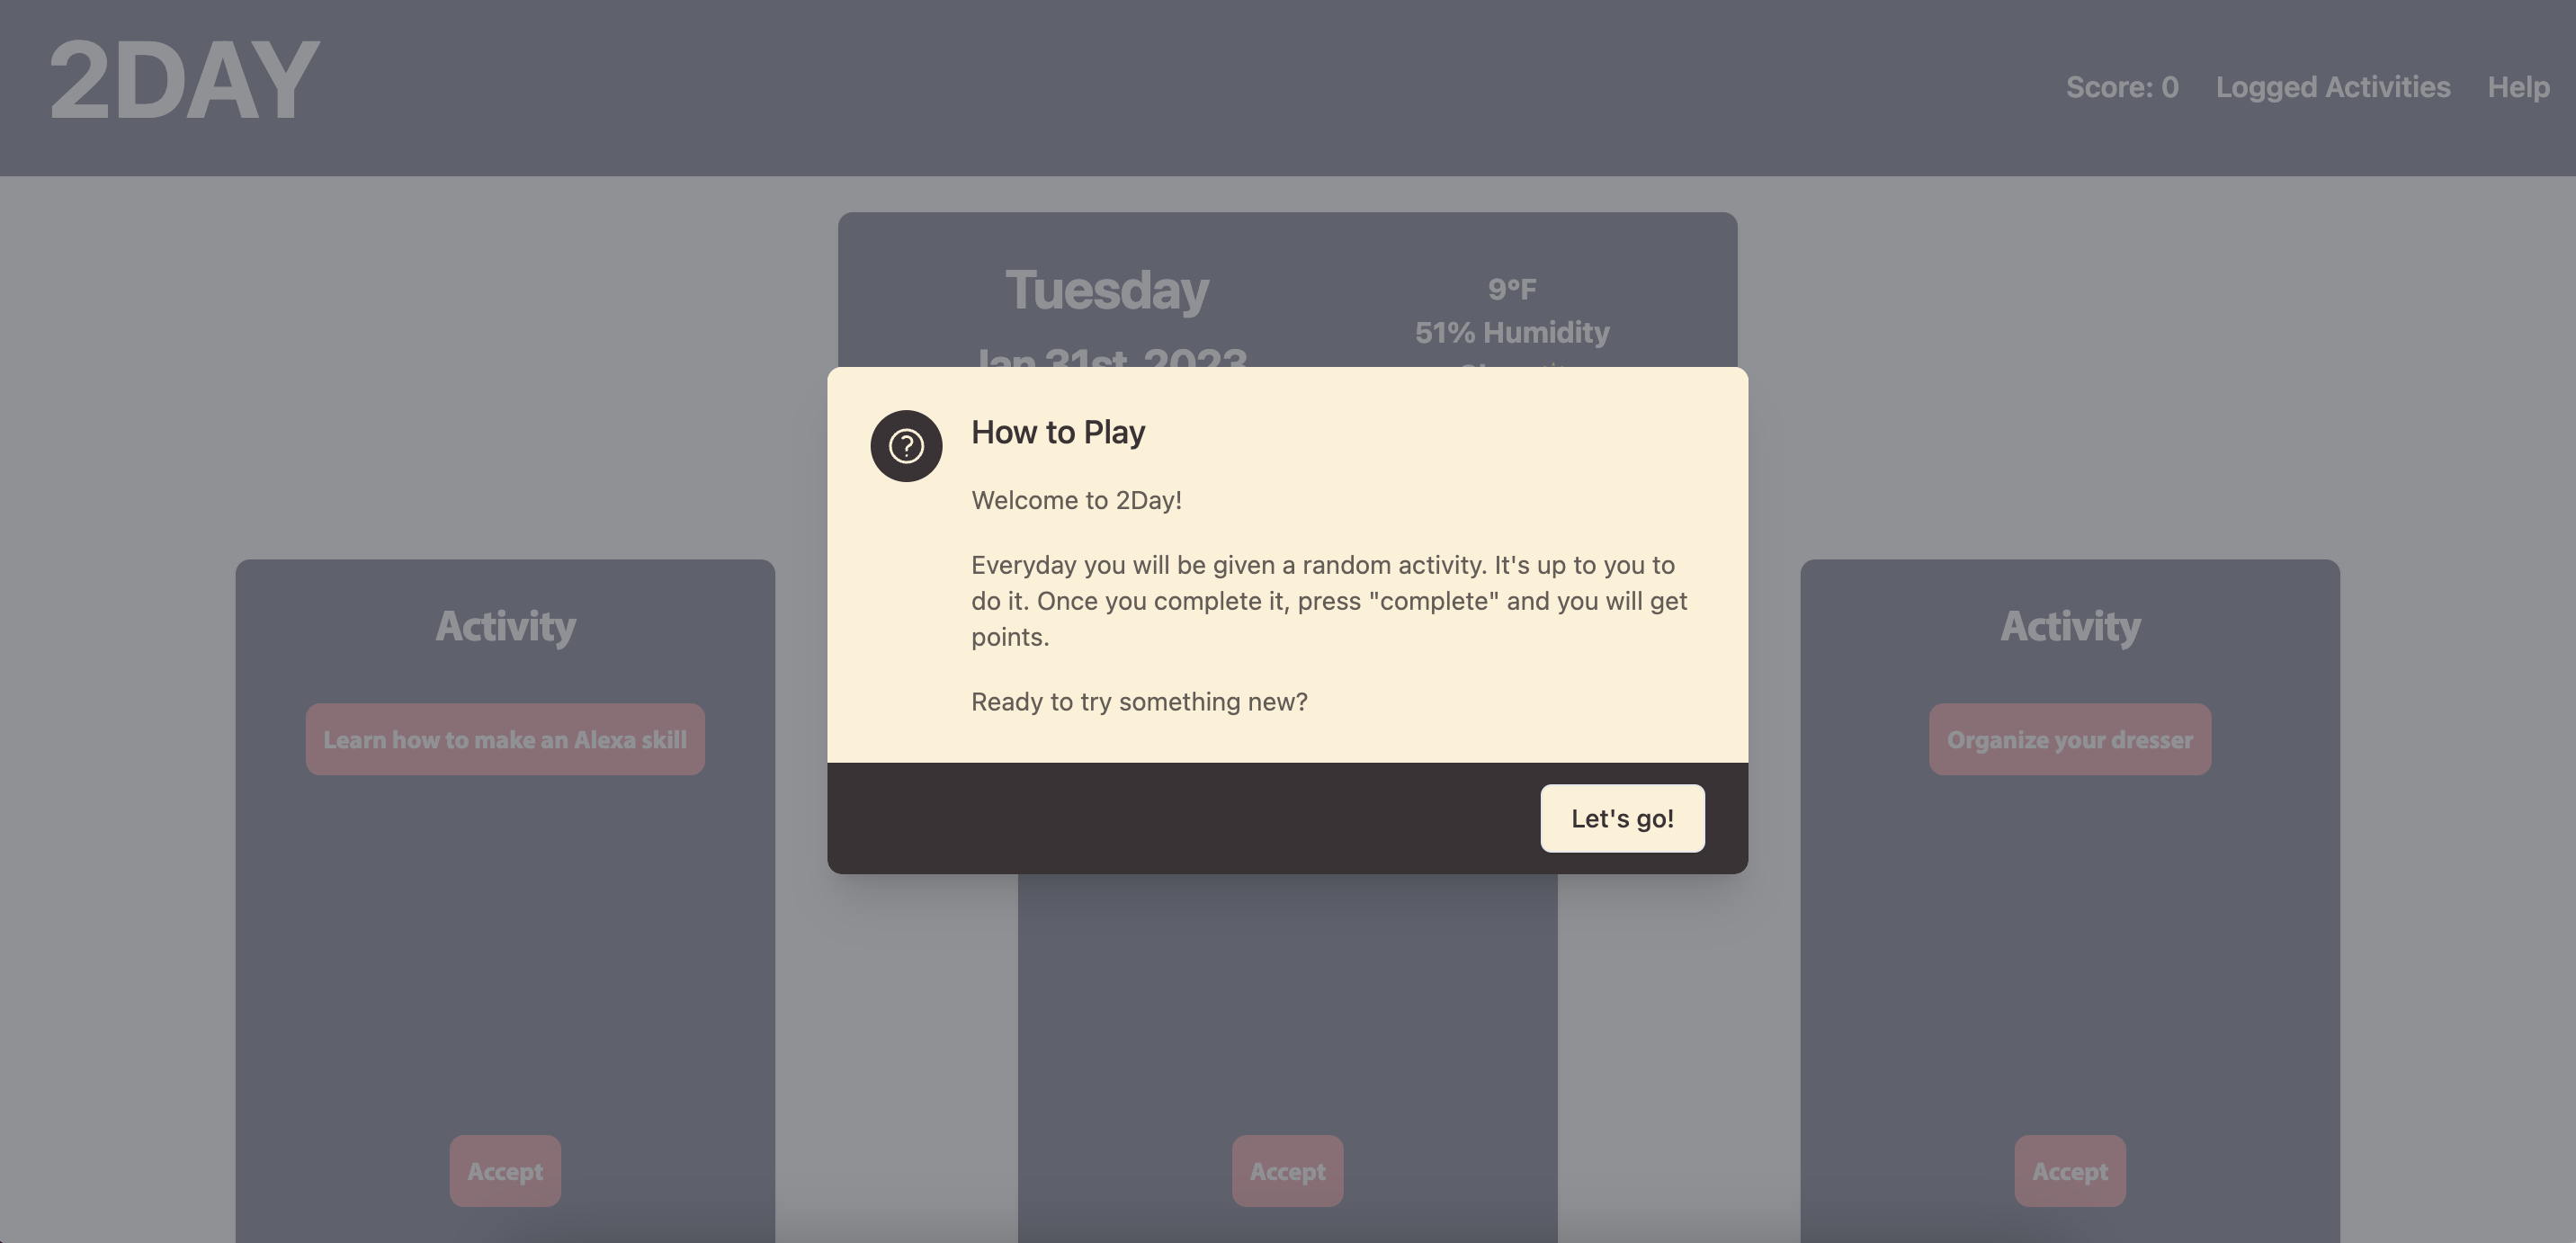 2DAY
Score: 0 Logged Activities Help
Tuesday
Jan 31st, 2023
9°F
51% Humidity
How to Play
Welcome to 2Day!
Everyday you will be given a random activity. It's up to you to
do it. Once you complete it, press "complete" and you will get
points.
Ready to try something new?
Let's go!
Activity
Learn how to make an Alexa skill
Accept
Accept
Activity
Organize your dresser
Accept